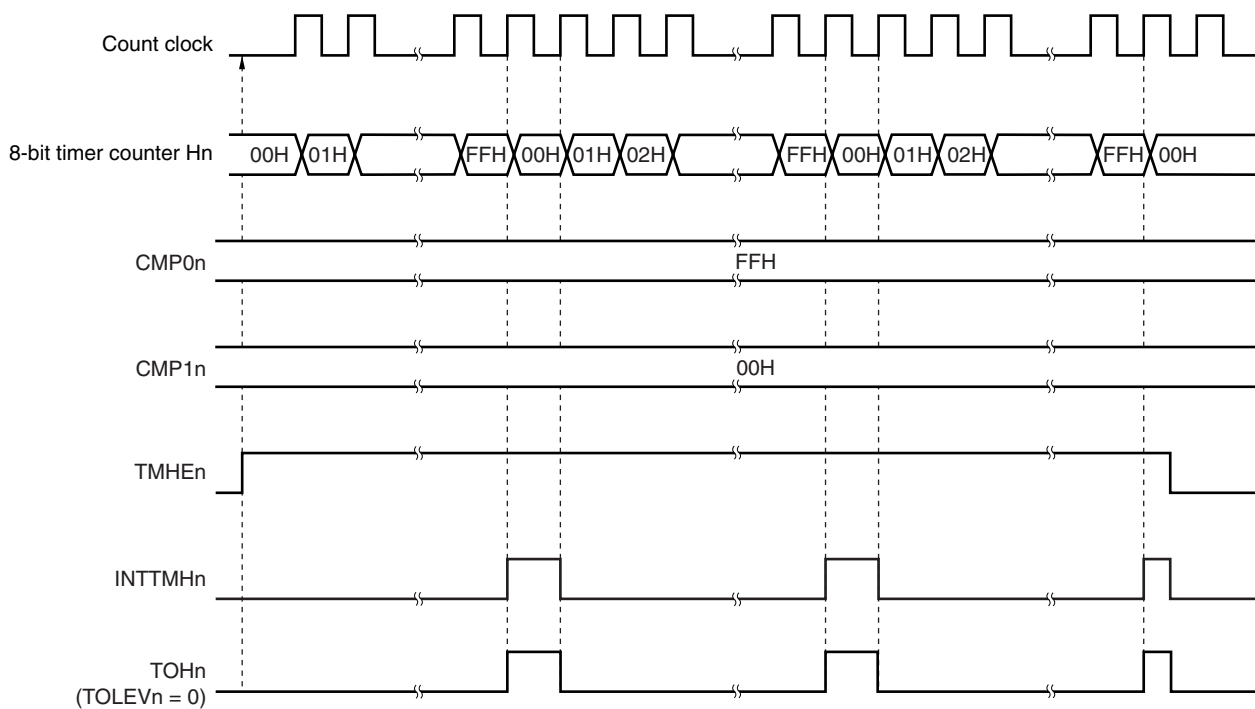 Count clock
8-bit timer counter Hn 00H 01H FFH 00H 01H 02H FFH 00H 01H 02H FFH 00H
CMP0n FFH
CMP1n 00H
TMHEn
INTTMHn
TOHn
(TOLEVn = 0)